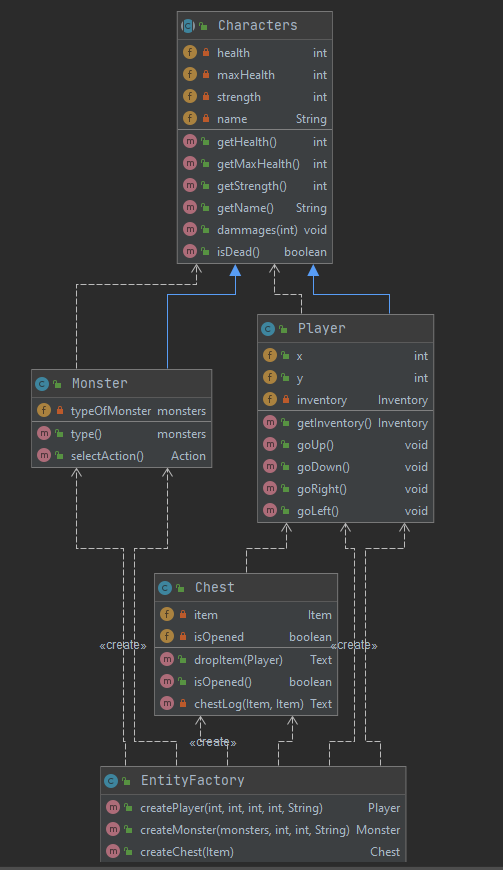 Characters
health int
maxHealth int
strength int
name String
getHealth() int
getMaxHealth() int
getStrength() int
getName() String
dammages(int) void
isDead() boolean
Player
x int
y int
inventory Inventory
getInventory() Inventory
goUp() void
goDown() void
goRight() void
goLeft() void
Monster
typeOfMonster monsters
type() monsters
selectAction() Action
Chest
item Item
isOpened boolean
dropItem(Player) Text
isOpened() boolean
chestLog(Item, Item) Text
«create»
«create»
«create»
EntityFactory
createPlayer(int, int, int, int, String) Player
createMonster(monsters, int, int, String) Monster
createChest(Item) Chest